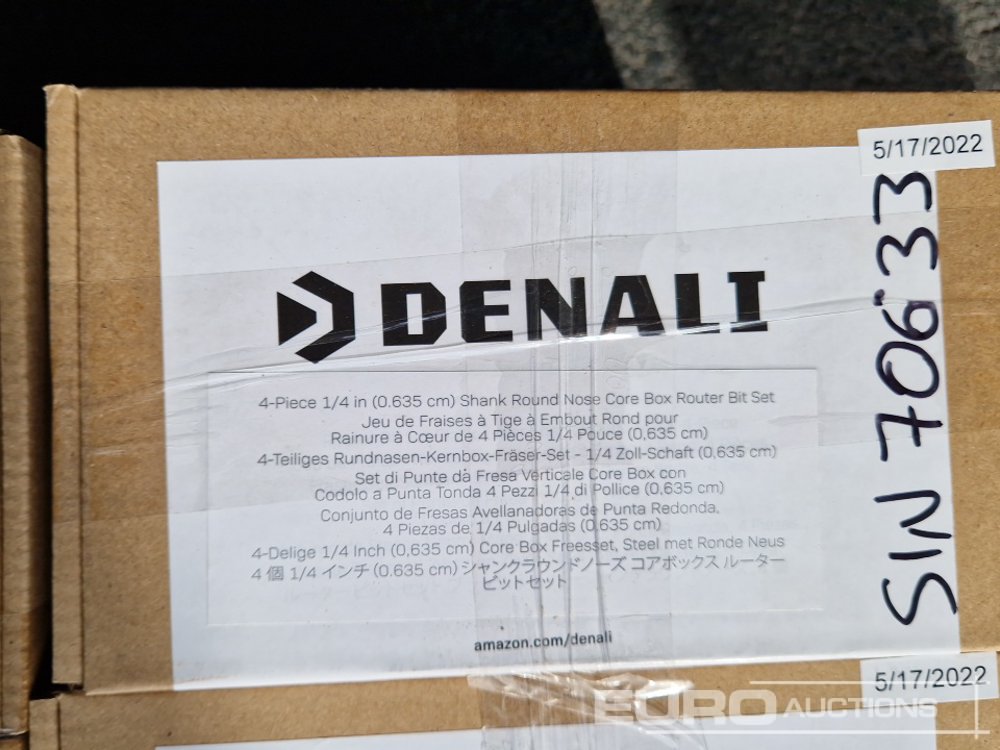 5/17/2022
DENALI
4-Piece 1/4 in (0.635 cm) Shank Round Nose Core Box Router Bit Set
Jeu de Fraises à Tige à Embout Rond pour
Rainure à Cœur de 4 Pièces 1/4 Pouce (0,635 cm)
4-Teiliges Rundnasen-Kernbox-Fräser-Set - 1/4 Zoll-Schaft (0,635 cm)
Set di Punte da Fresa Verticale Core Box con
Codolo a Punta Tonda 4 Pezzi 1/4 di Pollice (0,635 cm)
Conjunto de Fresas Avellanadoras de Punta Redonda,
4 Piezas de 1/4 Pulgadas (0,635 cm)
4-Delige 1/4 Inch (0,635 cm) Core Box Freesset, Steel met Ronde Neus
4 個 1/4 インチ (0.635 cm) シャンクラウンドノーズ コアボックス ルーター
ビットセット
amazon.com/denali
SIN 70633
5/17/2022
EURO AUCTIONS